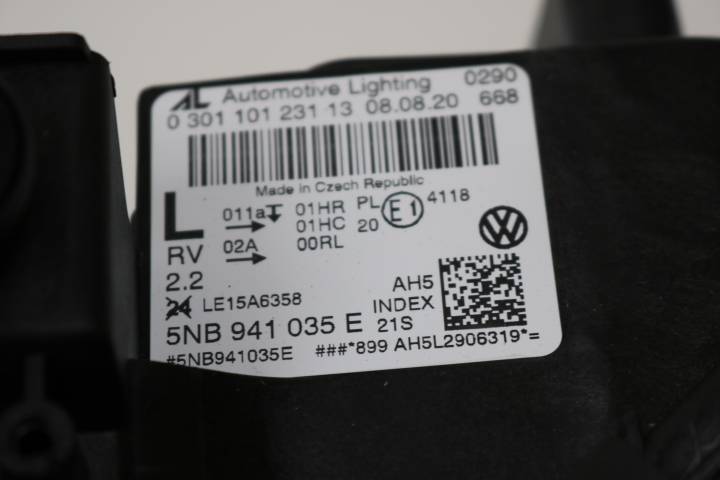 AL Automotive Lighting 0290
0 301 101 231 13 08.08.20 668
Made in Czech Republic
L 011a 01HR PL E1 4118
01HC 20
RV 02A 00RL
2.2
24 LE15A6358 AH5
INDEX
5NB 941 035 E 21S
#5NB941035E ###*899 AH5L2906319*=